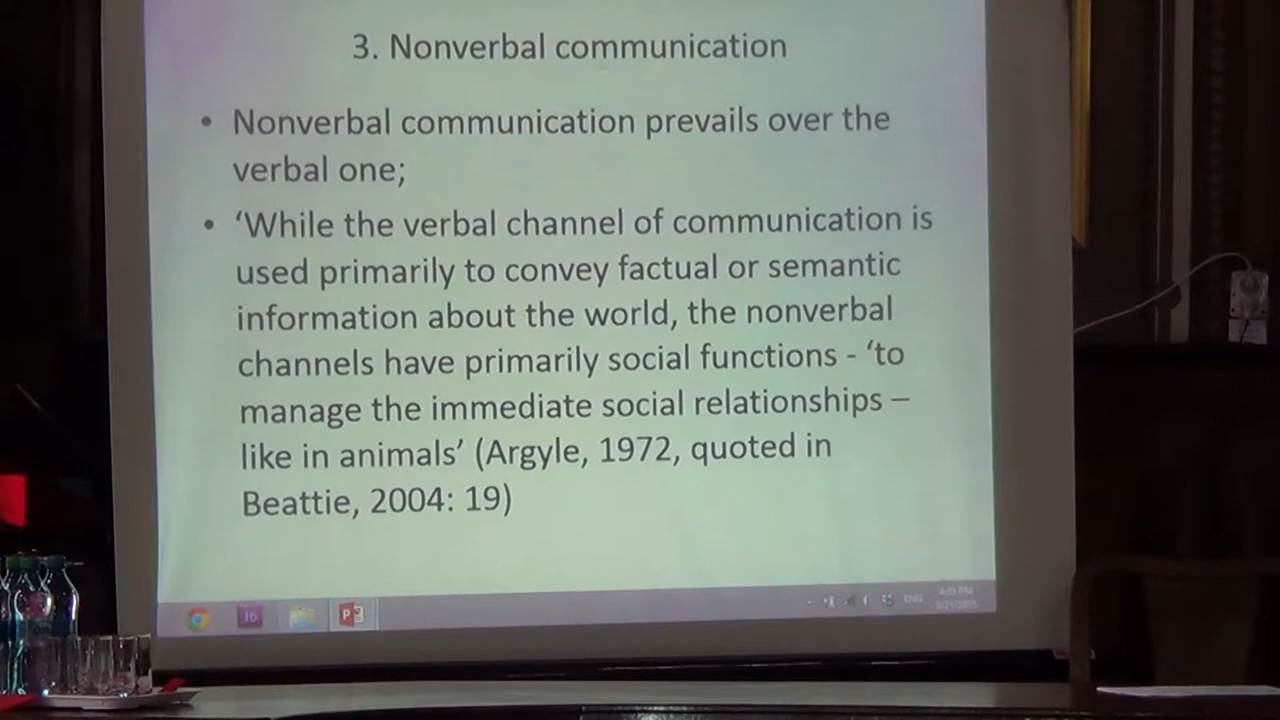 3. Nonverbal communication
• Nonverbal communication prevails over the
verbal one;
• ‘While the verbal channel of communication is
used primarily to convey factual or semantic
information about the world, the nonverbal
channels have primarily social functions - ‘to
manage the immediate social relationships –
like in animals’ (Argyle, 1972, quoted in
Beattie, 2004: 19)
ID
P
ENG